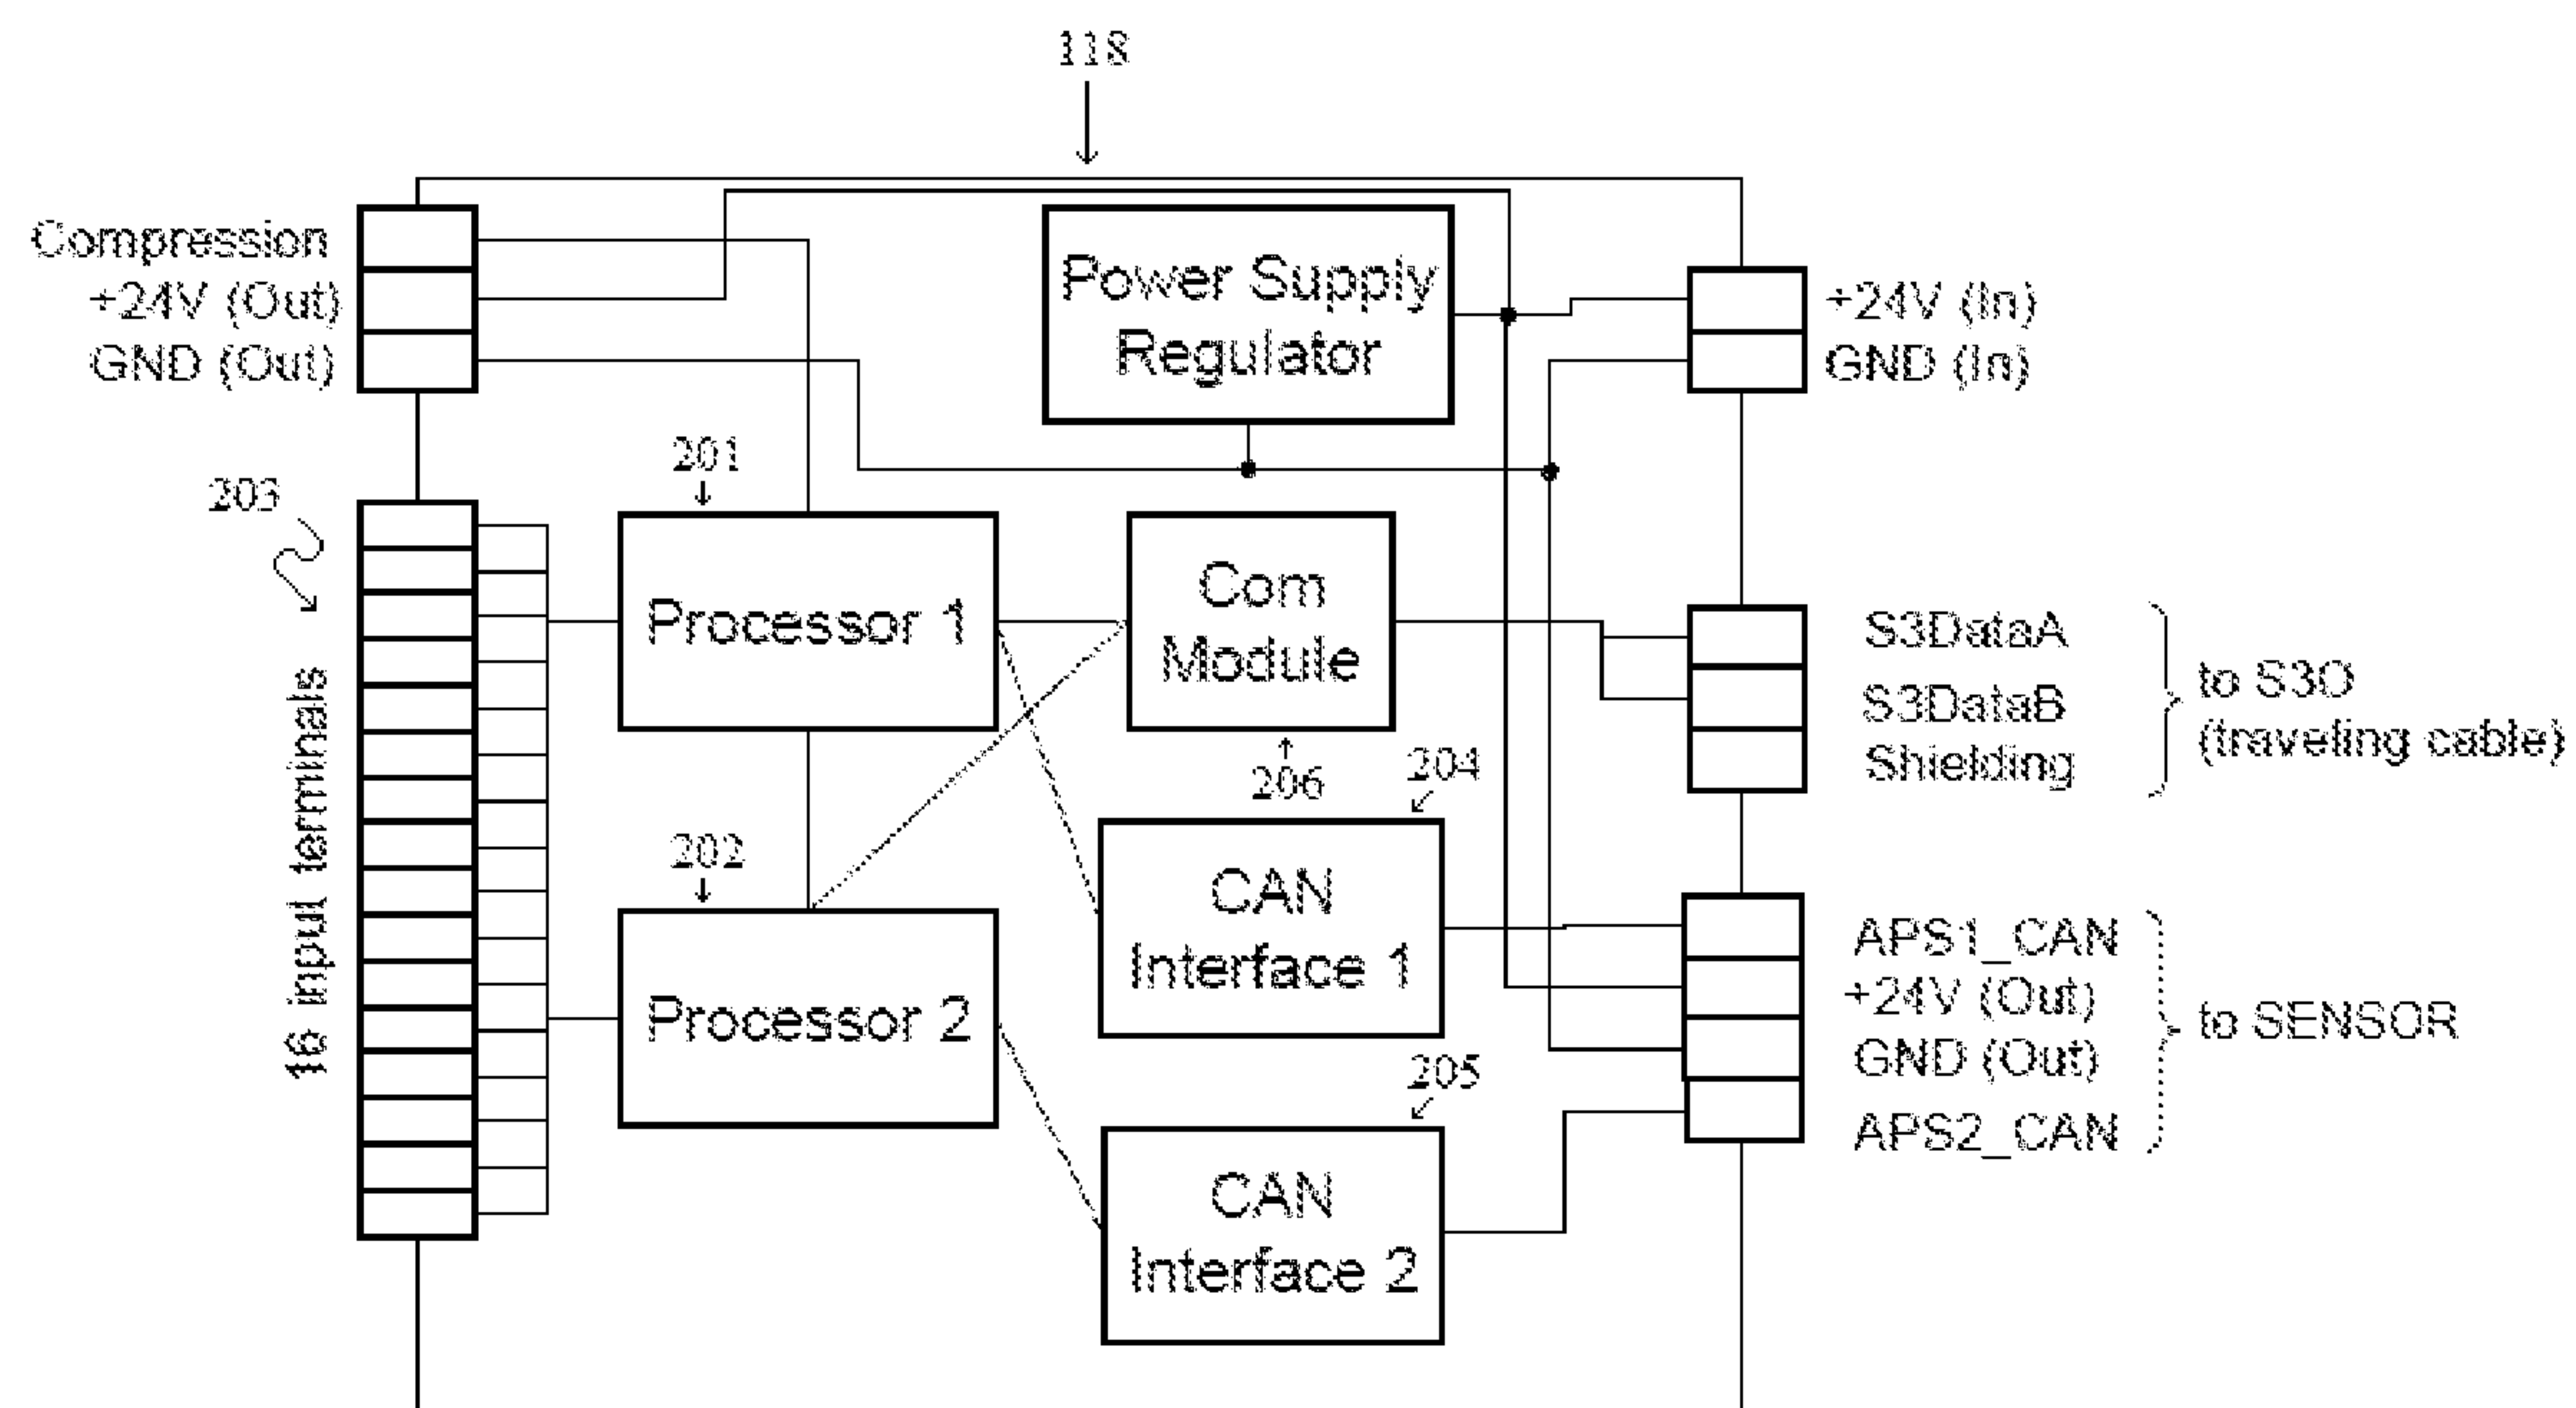 118
Compression
+24V (Out)
GND (Out)
Power Supply
Regulator
+24V (In)
GND (In)
201
203
16 input terminals
Processor 1
Com
Module
206
S3DataA
S3DataB
Shielding
to S3O
(traveling cable)
204
202
Processor 2
CAN
Interface 1
APS1_CAN
+24V (Out)
GND (Out)
APS2_CAN
to SENSOR
205
CAN
Interface 2